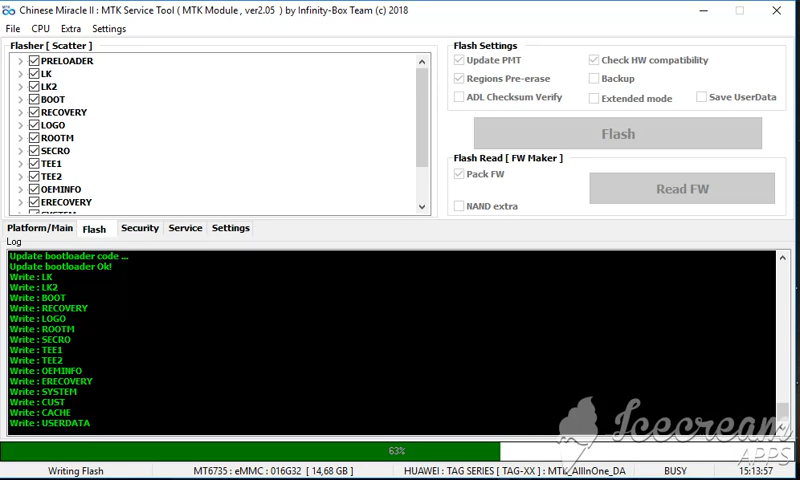 Chinese Miracle II : MTK Service Tool ( MTK Module , ver2.05 ) by Infinity-Box Team (c) 2018
File CPU Extra Settings
Flasher [ Scatter ]
PRELOADER
LK
LK2
BOOT
RECOVERY
LOGO
ROOTM
SECRO
TEE1
TEE2
OEMINFO
ERECOVERY
SYSTEM
Flash Settings
Update PMT
Check HW compatibility
Regions Pre-erase
Backup
ADL Checksum Verify
Extended mode
Save UserData
Flash
Flash Read [ FW Maker ]
Pack FW
Read FW
NAND extra
Platform/Main Flash Security Service Settings
Log
Update bootloader code ...
Update bootloader Ok!
Write : LK
Write : LK2
Write : BOOT
Write : RECOVERY
Write : LOGO
Write : ROOTM
Write : SECRO
Write : TEE1
Write : TEE2
Write : OEMINFO
Write : ERECOVERY
Write : SYSTEM
Write : CUST
Write : CACHE
Write : USERDATA
Icecream
APPS
63%
Writing Flash MT6735 : eMMC : 016G32 [ 14,68 GB ] HUAWEI : TAG SERIES [ TAG-XX ] : MTK_AllInOne_DA BUSY 15:13:57